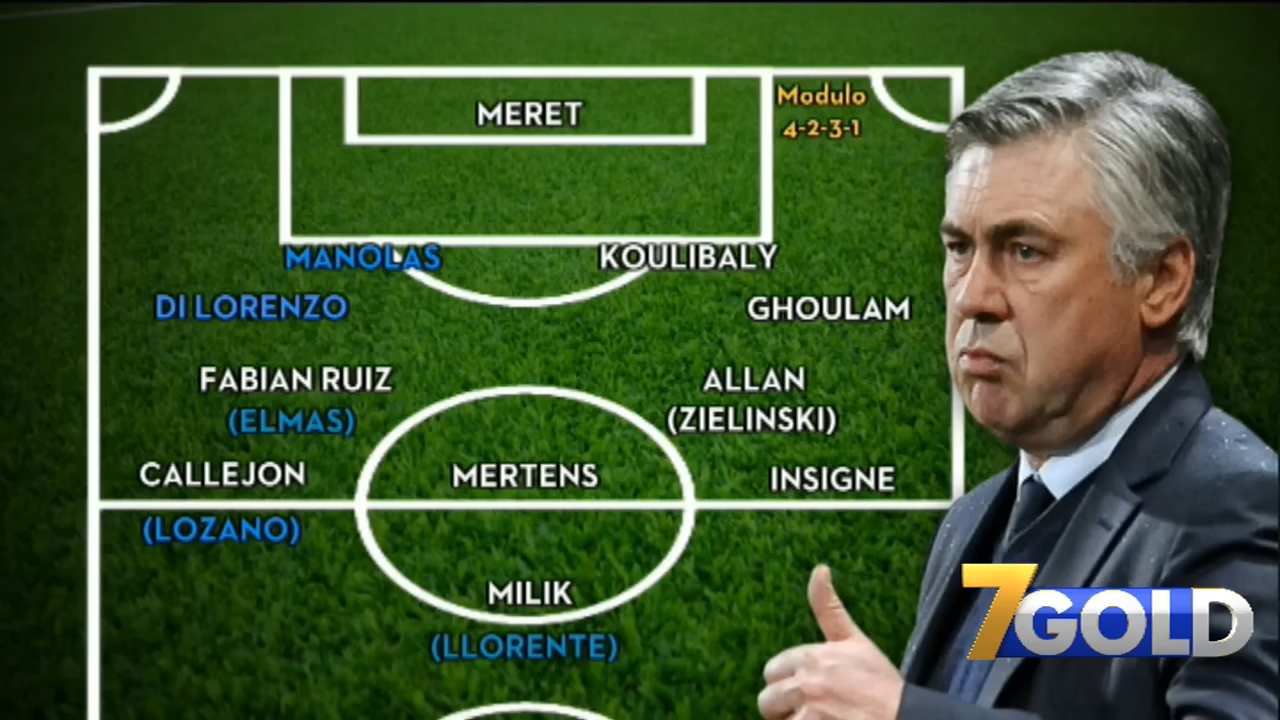 MERET
Modulo
4-2-3-1
MANOLAS
KOULIBALY
DI LORENZO
GHOULAM
FABIAN RUIZ
(ELMAS)
ALLAN
(ZIELINSKI)
CALLEJON
MERTENS
INSIGNE
(LOZANO)
MILIK
(LLORENTE)
7GOLD